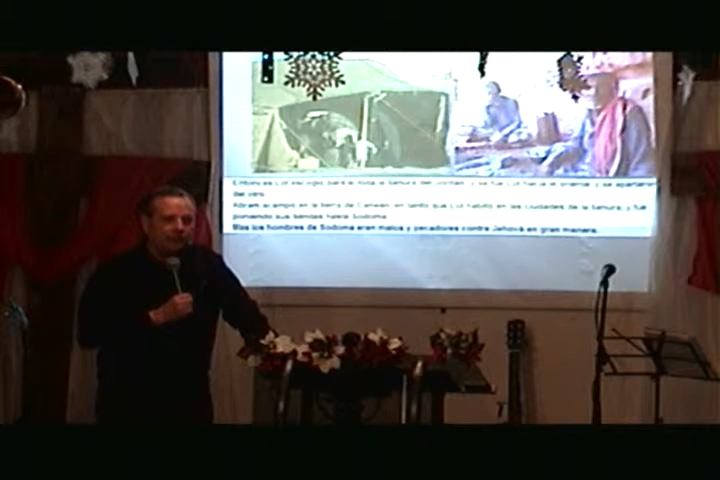 Entonces Lot escogió para sí toda la llanura del Jordán; y se fue Lot hacia el oriente, y se apartaron el uno
del otro.
Abram acampó en la tierra de Canaán, en tanto que Lot habitó en las ciudades de la llanura, y fue
poniendo sus tiendas hasta Sodoma.
Mas los hombres de Sodoma eran malos y pecadores contra Jehová en gran manera.